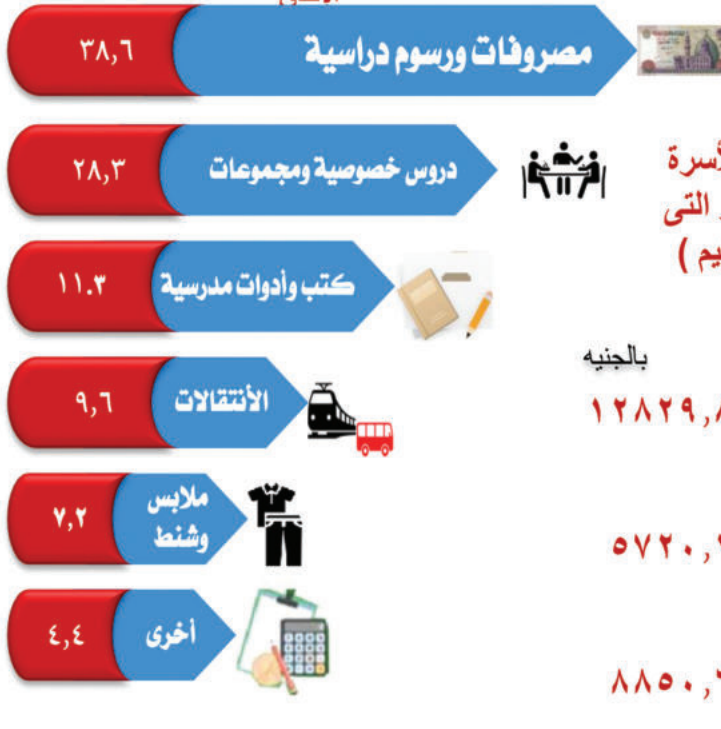 مصروفات ورسوم دراسية
٣٨,٦
دروس خصوصية ومجموعات
٢٨,٣
كتب وأدوات مدرسية
١١.٣
الأنتقالات
٩,٦
ملابس
وشنط
٧,٢
أخرى
٤,٤
التى
بالجنيه